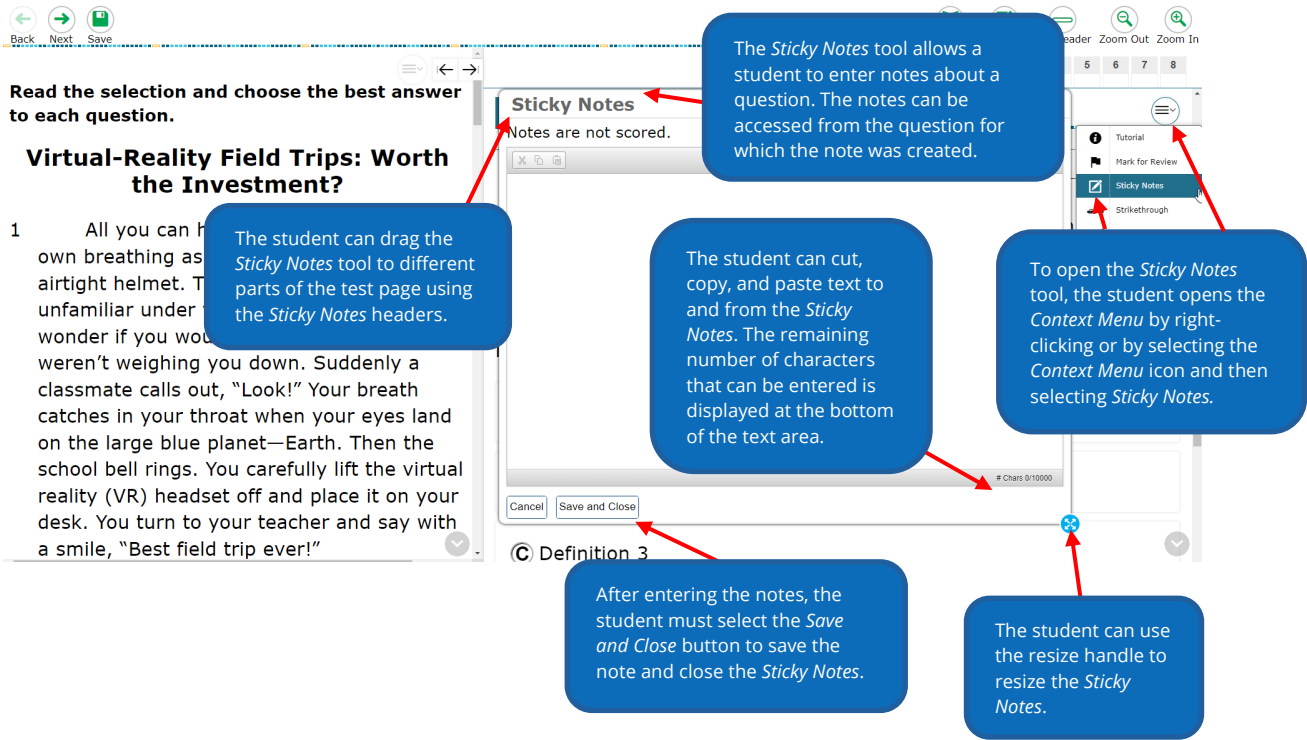 Back Next Save
eader Zoom Out Zoom In
5 6 7 8
Read the selection and choose the best answer
to each question.
Virtual-Reality Field Trips: Worth
the Investment?
1 All you can h
own breathing as
airtight helmet. T
unfamiliar under
wonder if you wou
weren’t weighing you down. Suddenly a
classmate calls out, “Look!” Your breath
catches in your throat when your eyes land
on the large blue planet—Earth. Then the
school bell rings. You carefully lift the virtual
reality (VR) headset off and place it on your
desk. You turn to your teacher and say with
a smile, “Best field trip ever!”
The student can drag the
Sticky Notes tool to different
parts of the test page using
the Sticky Notes headers.
Sticky Notes
Notes are not scored.
The Sticky Notes tool allows a
student to enter notes about a
question. The notes can be
accessed from the question for
which the note was created.
The student can cut,
copy, and paste text to
and from the Sticky
Notes. The remaining
number of characters
that can be entered is
displayed at the bottom
of the text area.
# Chars 0/10000
Cancel Save and Close
C Definition 3
Tutorial
Mark for Review
Sticky Notes
Strikethrough
To open the Sticky Notes
tool, the student opens the
Context Menu by right-
clicking or by selecting the
Context Menu icon and then
selecting Sticky Notes.
After entering the notes, the
student must select the Save
and Close button to save the
note and close the Sticky Notes.
The student can use
the resize handle to
resize the Sticky
Notes.